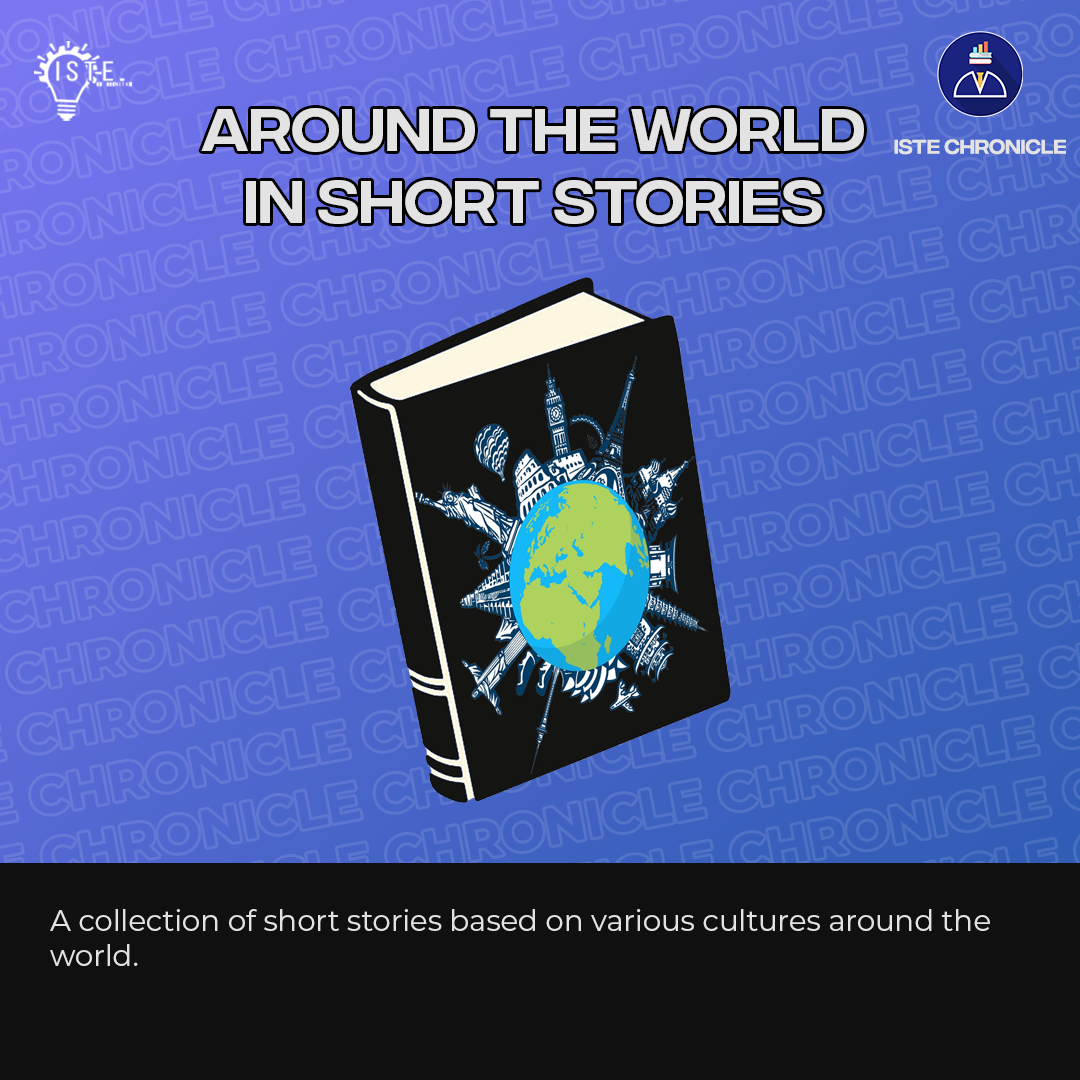 ISTE.
AROUND THE WORLD
IN SHORT STORIES
ISTE CHRONICLE
CHRONICLE CHRONICLE CHRONICLE
A collection of short stories based on various cultures around the
world.